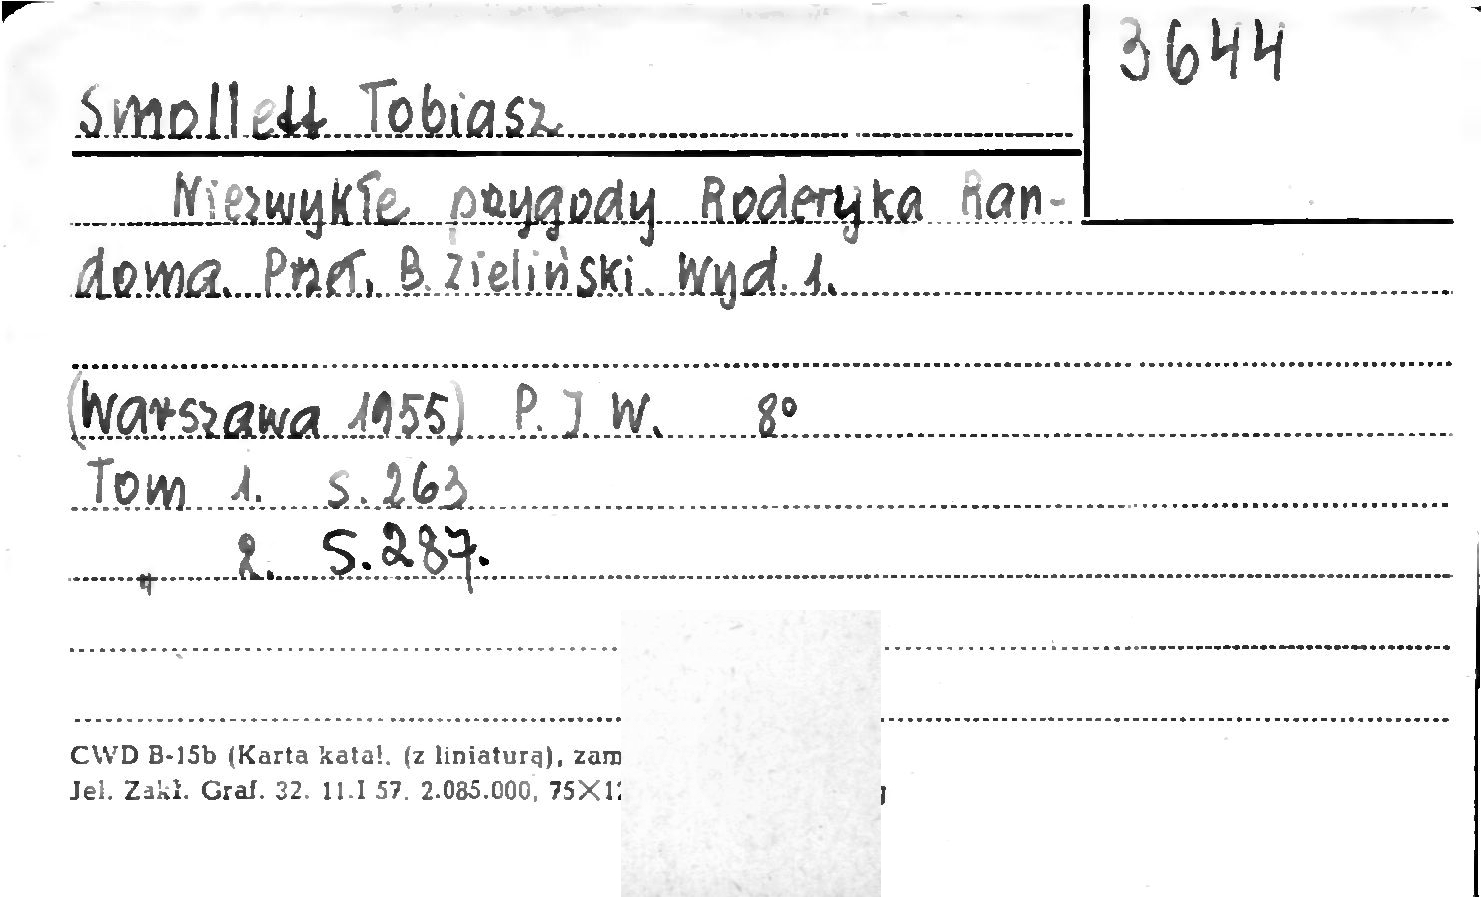 3644
Smollett Tobiasz
Niezwykłe przygody Roderyka Ran-
doma. Przeł. B. Zieliński. Wyd. 1.
(Warszawa 1955) P. I W. 8°
Tom 1. s. 263
" 2. s. 287.
CWD B-15b (Karta katal. (z liniaturą), zam
Jel. Zakł. Graf. 32. 11.I 57. 2.085.000, 75×12